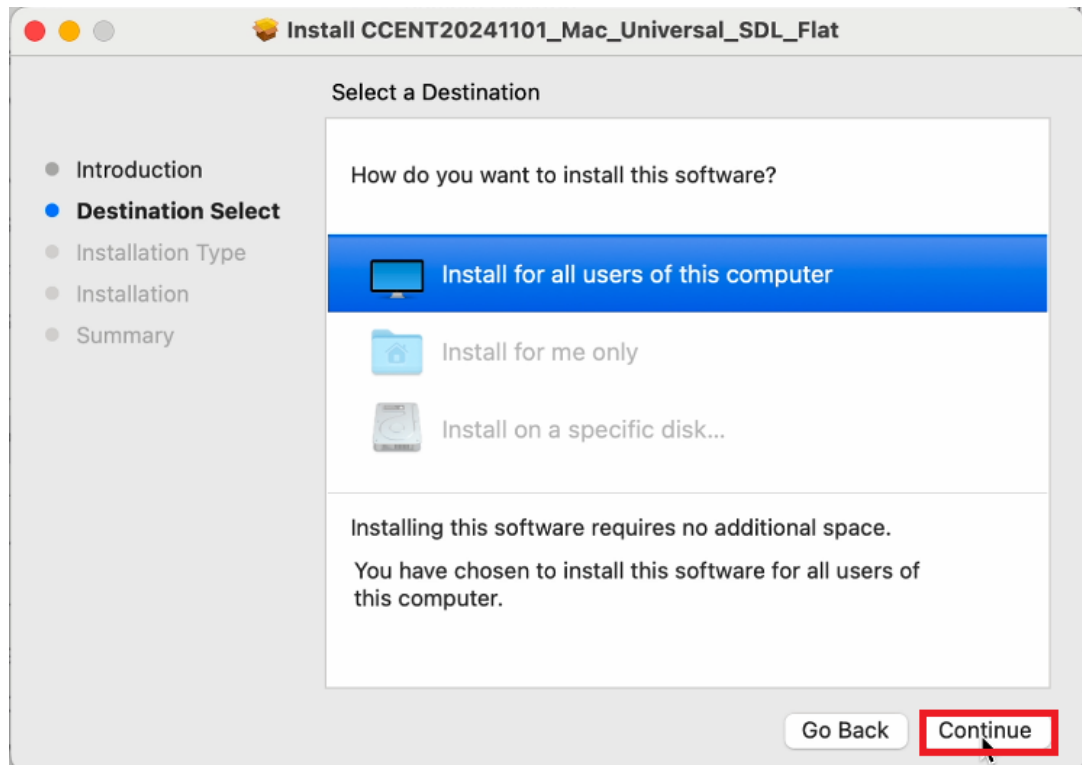 Install CCENT20241101_Mac_Universal_SDL_Flat
Select a Destination
Introduction
Destination Select
Installation Type
Installation
Summary
How do you want to install this software?
Install for all users of this computer
Install for me only
Install on a specific disk...
Installing this software requires no additional space.
You have chosen to install this software for all users of
this computer.
Go Back
Continue